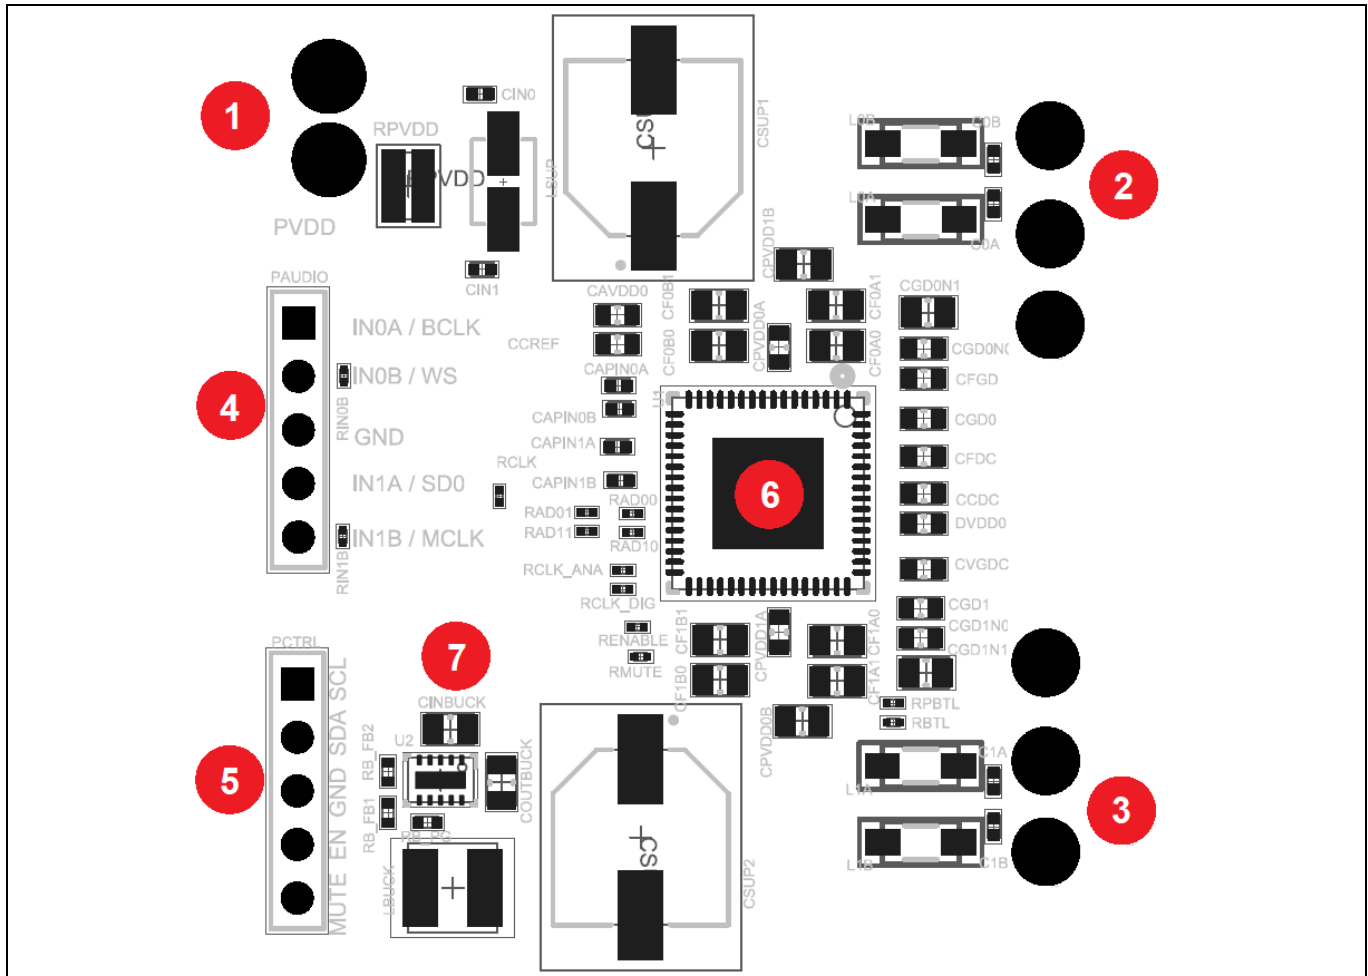 1
CIN0
RPVDD
RPVDD
LSUP
CSUP1
L0B
C0B
2
L0A
C0A
PVDD
CIN1
PAUDIO
IN0A / BCLK
IN0B / WS
RIN0B
GND
IN1A / SD0
IN1B / MCLK
RIN1B
4
CAVDD0
CCREF
CAPIN0A
CAPIN0B
CAPIN1A
CAPIN1B
RCLK
RAD01
RAD00
RAD11
RAD10
RCLK_ANA
RCLK_DIG
RENABLE
RMUTE
CF0B1
CF0B0
CPVDD0A
CPVDD1B
CF0A1
CF0A0
U1
6
CGD0N1
CGD0N0
CFGD
CGD0
CFDC
CCDC
DVDD0
CVGDC
CGD1
CGD1N0
CGD1N1
RPBTL
RBTL
CF1B1
CF1B0
CPVDD1A
CPVDD0B
CF1A0
CF1A1
7
PCTRL
MUTE EN GND SDA SCL
5
CINBUCK
U2
RB_FB2
RB_FB1
COUTBUCK
RB_PG
LBUCK
CSUP2
C1A
L1A
3
L1B
C1B